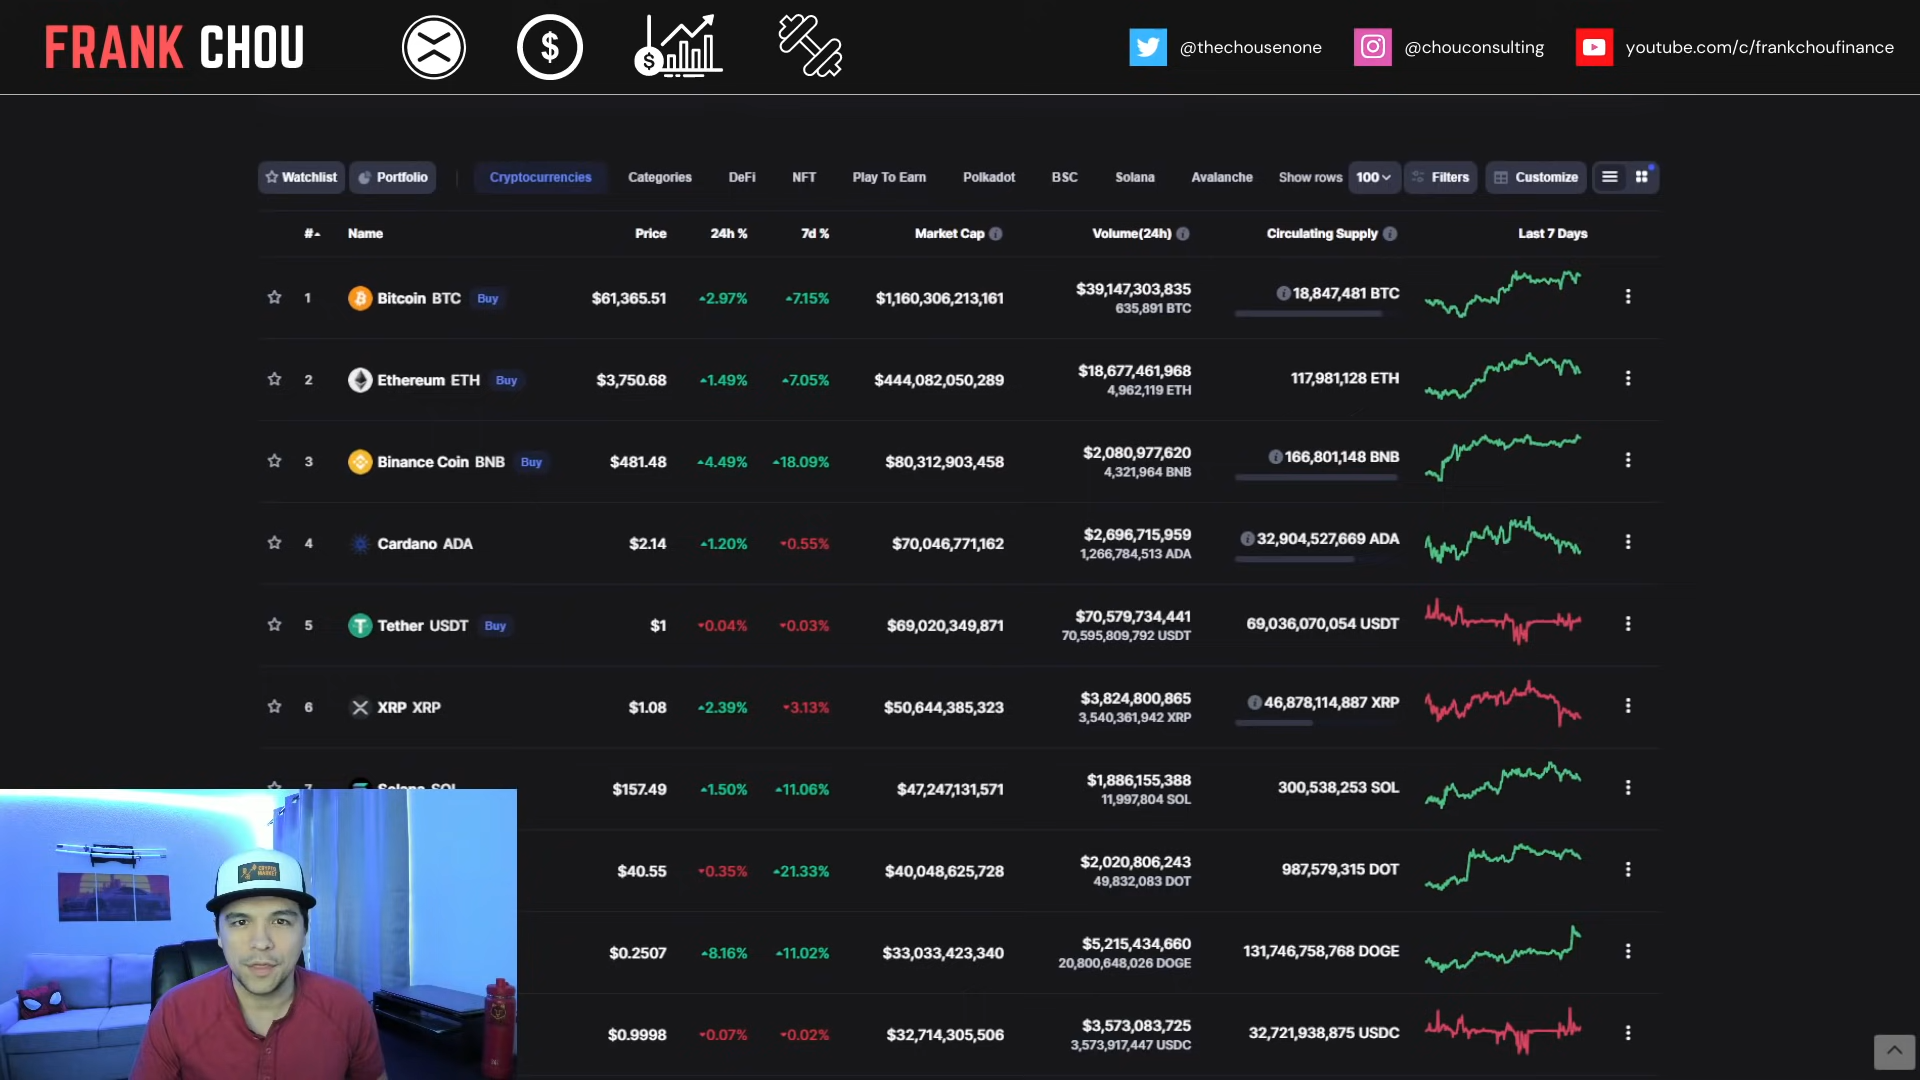 FRANK CHOU
@thechousenone
@chouconsulting
youtube.com/c/frankchoufinance
Watchlist Portfolio Cryptocurrencies Categories DeFi NFT Play To Earn Polkadot BSC Solana Avalanche Show rows 100 Filters Customize
# Name Price 24h % 7d % Market Cap Volume(24h) Circulating Supply Last 7 Days
1 Bitcoin BTC Buy $61,365.51 2.97% 7.15% $1,160,306,213,161 $39,147,303,835 18,847,481 BTC
635,891 BTC
2 Ethereum ETH Buy $3,750.68 1.49% 7.05% $444,082,050,289 $18,677,461,968 117,981,128 ETH
4,962,119 ETH
3 Binance Coin BNB Buy $481.48 4.49% 18.09% $80,312,903,458 $2,080,977,620 166,801,148 BNB
4,321,964 BNB
4 Cardano ADA $2.14 1.20% 0.55% $70,046,771,162 $2,696,715,959 32,904,527,669 ADA
1,266,784,513 ADA
5 Tether USDT Buy $1 0.04% 0.03% $69,020,349,871 $70,579,734,441 69,036,070,054 USDT
70,595,809,792 USDT
6 XRP XRP $1.08 2.39% 3.13% $50,644,385,323 $3,824,800,865 46,878,114,887 XRP
3,540,361,942 XRP
7 Solana SOL $157.49 1.50% 11.06% $47,247,131,571 $1,886,155,388 300,538,253 SOL
11,997,804 SOL
$40.55 0.35% 21.33% $40,048,625,728 $2,020,806,243 987,579,315 DOT
49,832,083 DOT
$0.2507 8.16% 11.02% $33,033,423,340 $5,215,434,660 131,746,758,768 DOGE
20,800,648,026 DOGE
$0.9998 0.07% 0.02% $32,714,305,506 $3,573,083,725 32,721,938,875 USDC
3,573,917,447 USDC
CRYPTO
MARKET